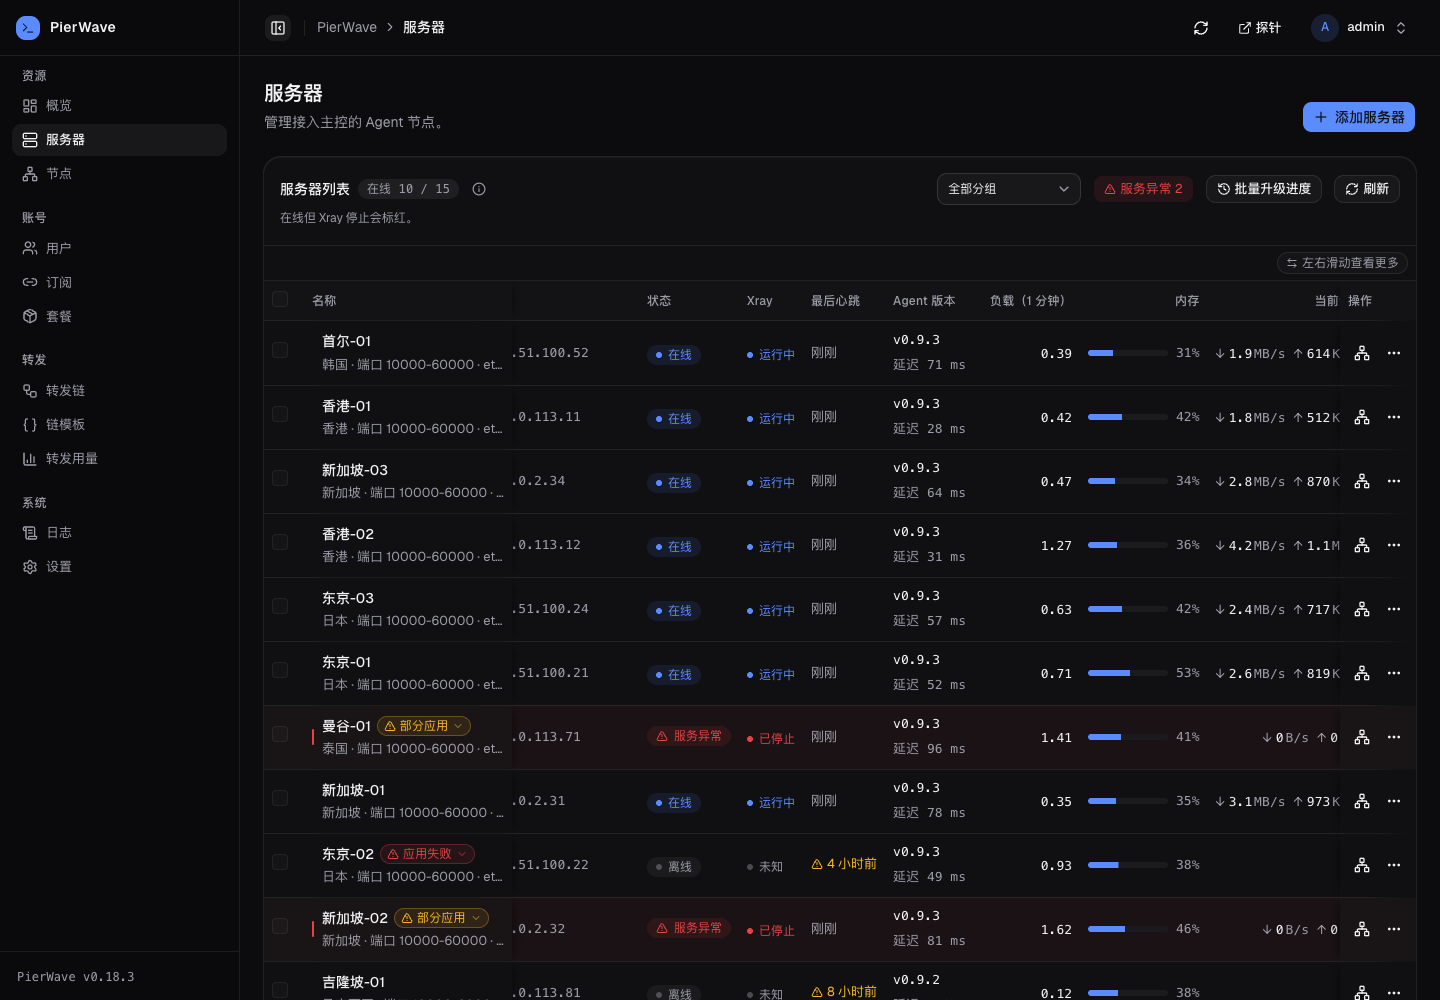 PierWave
PierWave > 服务器
探针
A admin
资源
概览
服务器
节点
账号
用户
订阅
套餐
转发
转发链
链模板
转发用量
系统
日志
设置
PierWave v0.18.3
服务器
管理接入主控的 Agent 节点。
添加服务器
服务器列表 在线 10 / 15
在线但 Xray 停止会标红。
全部分组
服务异常 2
批量升级进度
刷新
左右滑动查看更多
名称 状态 Xray 最后心跳 Agent 版本 负载 (1 分钟) 内存 当前 操作
首尔-01
韩国 · 端口 10000-60000 · et…
.51.100.52 在线 运行中 刚刚 v0.9.3 延迟 71 ms 0.39 31% ↓1.9MB/s ↑614K
香港-01
香港 · 端口 10000-60000 · et…
.0.113.11 在线 运行中 刚刚 v0.9.3 延迟 28 ms 0.42 42% ↓1.8MB/s ↑512K
新加坡-03
新加坡 · 端口 10000-60000 · …
.0.2.34 在线 运行中 刚刚 v0.9.3 延迟 64 ms 0.47 34% ↓2.8MB/s ↑870K
香港-02
香港 · 端口 10000-60000 · et…
.0.113.12 在线 运行中 刚刚 v0.9.3 延迟 31 ms 1.27 36% ↓4.2MB/s ↑1.1M
东京-03
日本 · 端口 10000-60000 · et…
.51.100.24 在线 运行中 刚刚 v0.9.3 延迟 57 ms 0.63 42% ↓2.4MB/s ↑717K
东京-01
日本 · 端口 10000-60000 · et…
.51.100.21 在线 运行中 刚刚 v0.9.3 延迟 52 ms 0.71 53% ↓2.6MB/s ↑819K
曼谷-01 部分应用
泰国 · 端口 10000-60000 · et…
.0.113.71 服务异常 已停止 刚刚 v0.9.3 延迟 96 ms 1.41 41% ↓0B/s ↑0
新加坡-01
新加坡 · 端口 10000-60000 · …
.0.2.31 在线 运行中 刚刚 v0.9.3 延迟 78 ms 0.35 35% ↓3.1MB/s ↑973K
东京-02 应用失败
日本 · 端口 10000-60000 · et…
.51.100.22 离线 未知 4 小时前 v0.9.3 延迟 49 ms 0.93 38%
新加坡-02 部分应用
新加坡 · 端口 10000-60000 · …
.0.2.32 服务异常 已停止 刚刚 v0.9.3 延迟 81 ms 1.62 46% ↓0B/s ↑0
吉隆坡-01
.0.113.81 离线 未知 8 小时前 v0.9.2 0.12 38%